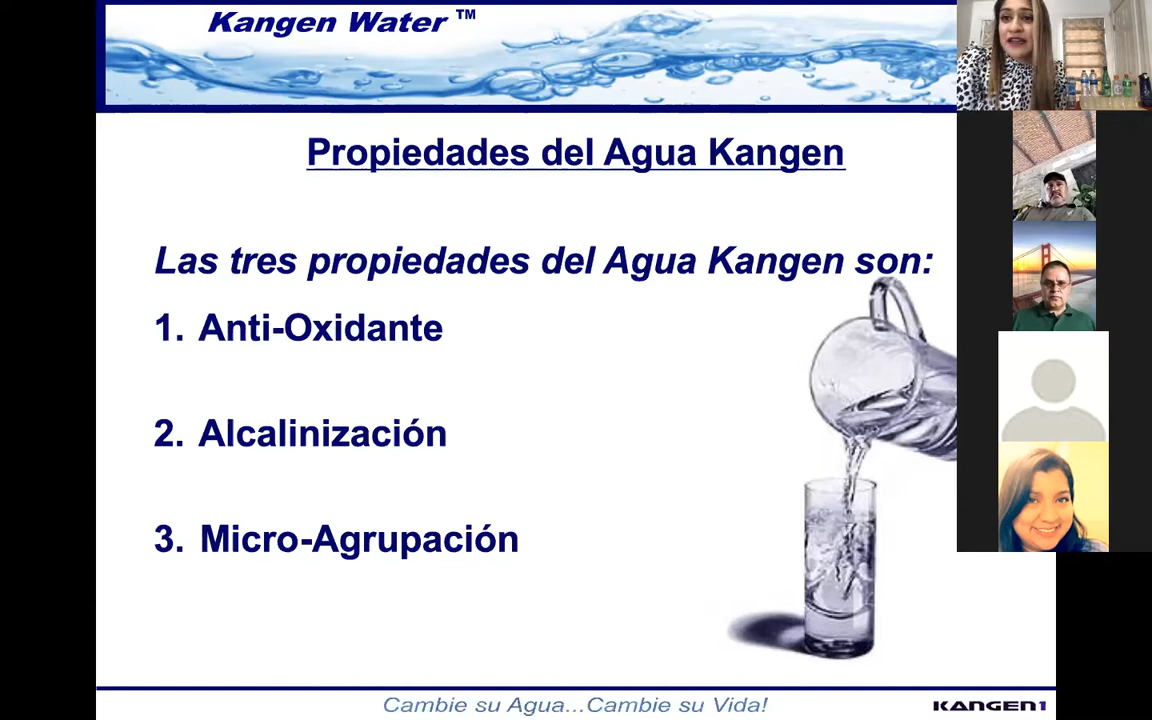 Kangen Water ™
Propiedades del Agua Kangen
Las tres propiedades del Agua Kangen son:
1. Anti-Oxidante
2. Alcalinización
3. Micro-Agrupación
Cambie su Agua...Cambie su Vida!
KANGEN1